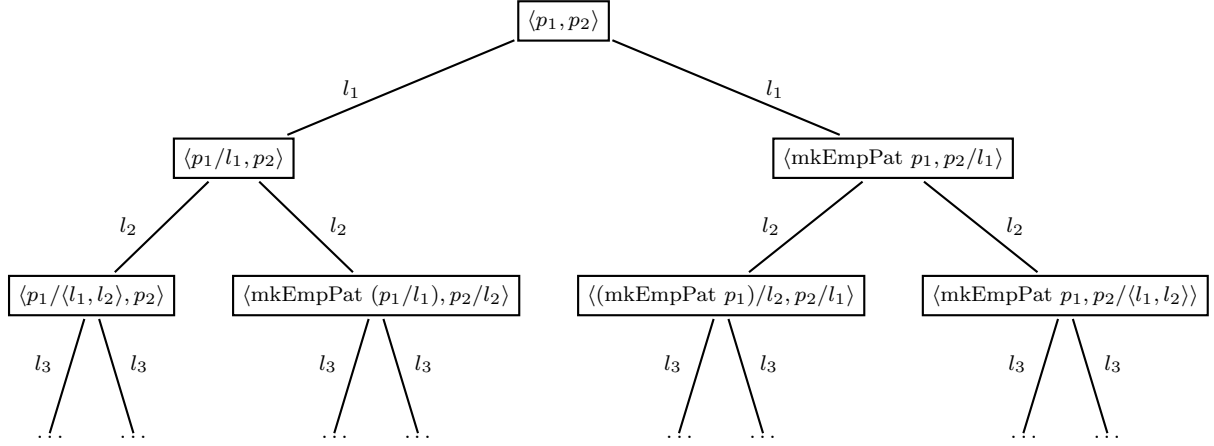 ⟨p₁, p₂⟩
l₁ l₁
⟨p₁/l₁, p₂⟩ ⟨mkEmpPat p₁, p₂/l₁⟩
l₂ l₂ l₂ l₂
⟨p₁/⟨l₁, l₂⟩, p₂⟩ ⟨mkEmpPat (p₁/l₁), p₂/l₂⟩ ⟨(mkEmpPat p₁)/l₂, p₂/l₁⟩ ⟨mkEmpPat p₁, p₂/⟨l₁, l₂⟩⟩
l₃ l₃ l₃ l₃ l₃ l₃ l₃ l₃
... ... ... ... ... ... ... ...